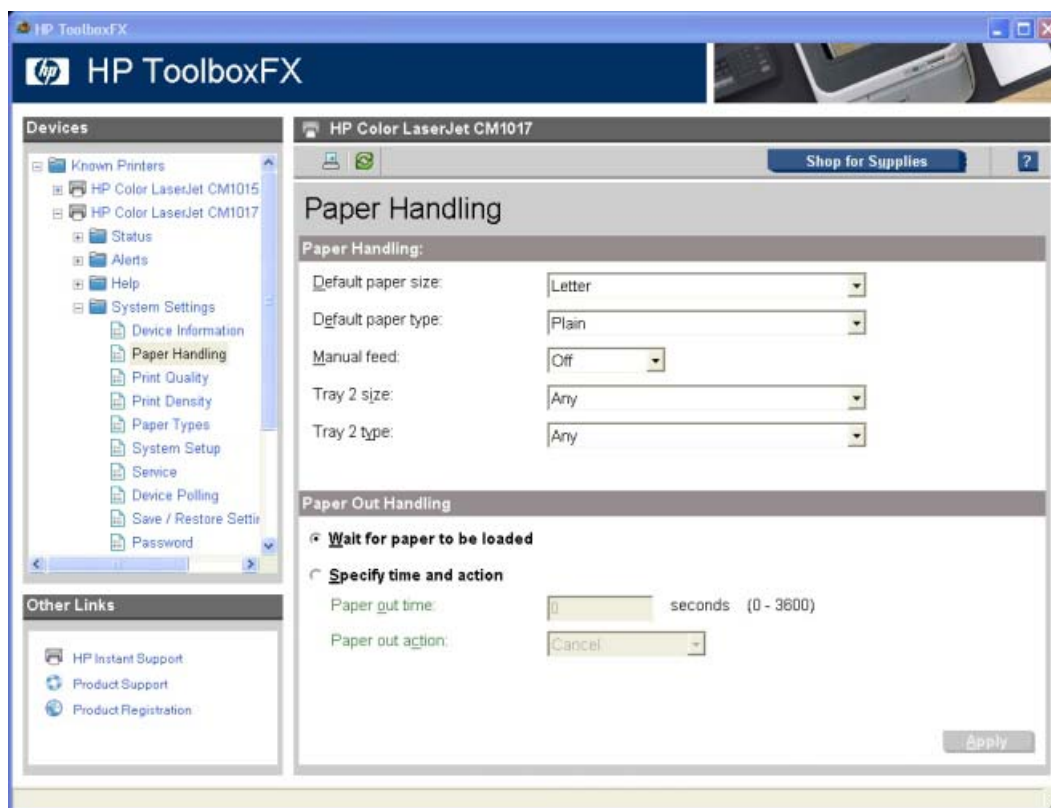 HP ToolboxFX
hp HP ToolboxFX
Devices
Known Printers
HP Color LaserJet CM1015
HP Color LaserJet CM1017
Status
Alerts
Help
System Settings
Device Information
Paper Handling
Print Quality
Print Density
Paper Types
System Setup
Service
Device Polling
Save / Restore Settin
Password
Other Links
HP Instant Support
Product Support
Product Registration
HP Color LaserJet CM1017
Shop for Supplies ?
Paper Handling
Paper Handling:
Default paper size: Letter
Default paper type: Plain
Manual feed: Off
Tray 2 size: Any
Tray 2 type: Any
Paper Out Handling
Wait for paper to be loaded
Specify time and action
Paper out time: 0 seconds (0 - 3600)
Paper out action: Cancel
Apply